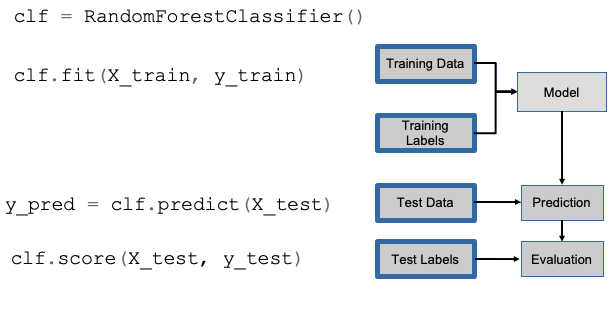 clf = RandomForestClassifier()
clf.fit(X_train, y_train)
Training Data
Model
Training
Labels
y_pred = clf.predict(X_test)
Test Data
Prediction
clf.score(X_test, y_test)
Test Labels
Evaluation